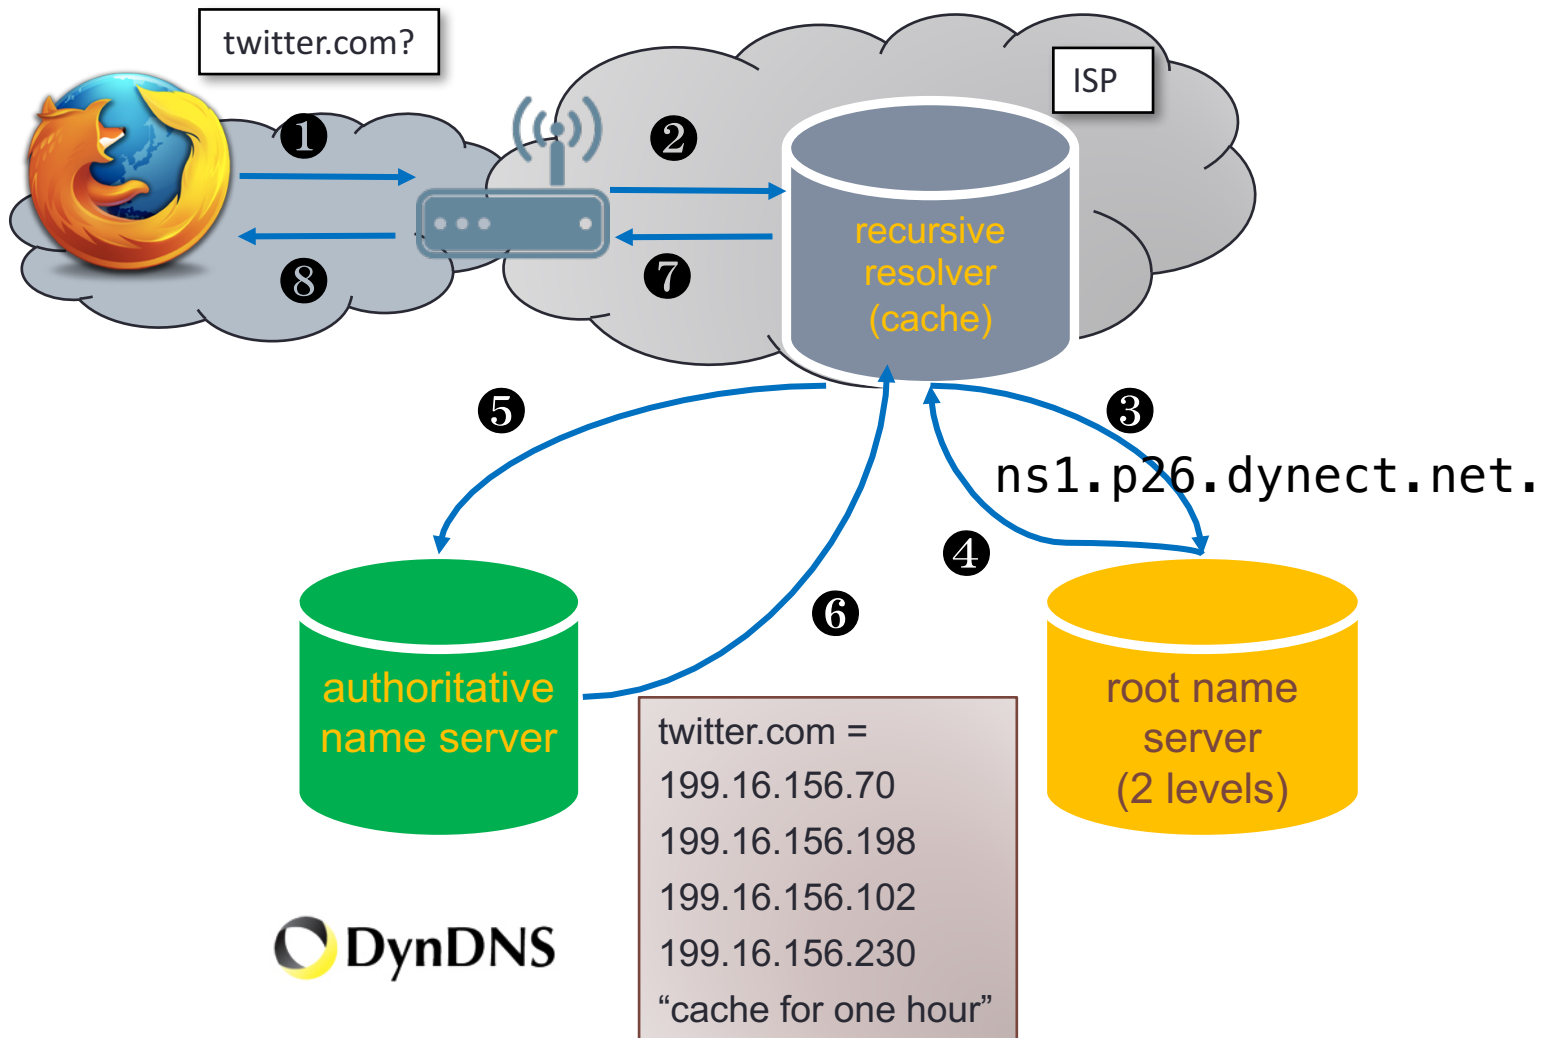 twitter.com?
ISP
❶
❷
recursive
resolver
(cache)
❽
❼
❺
❸
ns1.p26.dynect.net.
❹
❻
authoritative
name server
root name
server
(2 levels)
twitter.com =
199.16.156.70
199.16.156.198
199.16.156.102
199.16.156.230
“cache for one hour”
DynDNS